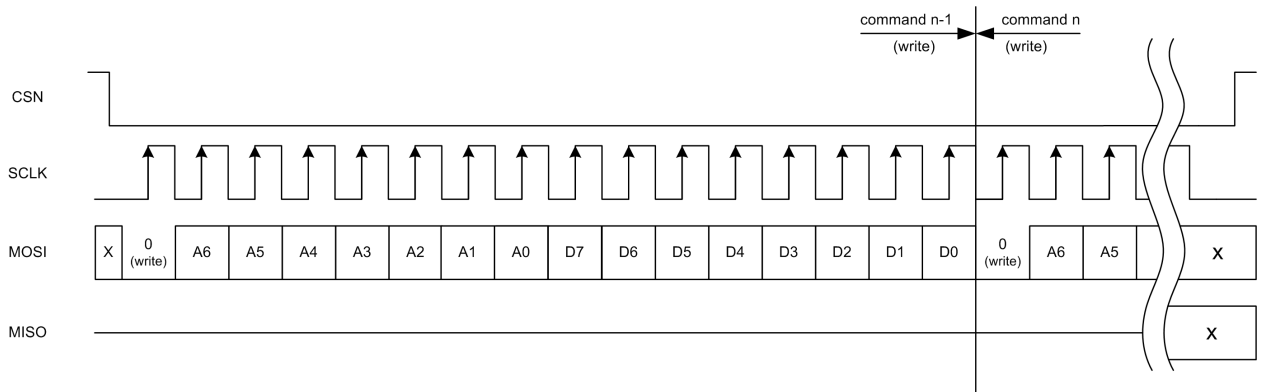 command n-1 command n
(write) (write)
CSN
SCLK
MOSI X 0 (write) A6 A5 A4 A3 A2 A1 A0 D7 D6 D5 D4 D3 D2 D1 D0 0 (write) A6 A5 X
MISO X